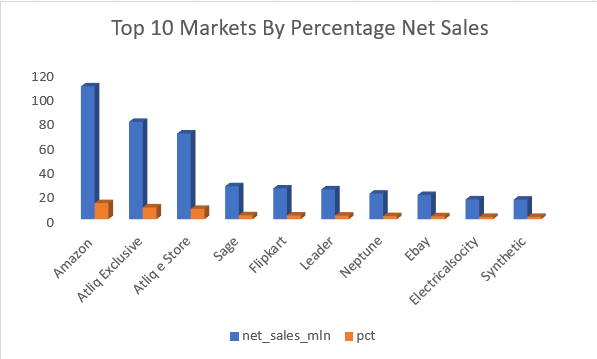 Top 10 Markets By Percentage Net Sales
120
100
80
60
40
20
0
Amazon
Atliq Exclusive
Atliq e Store
Sage
Flipkart
Leader
Neptune
Ebay
Electricalsocity
Synthetic
net_sales_mln pct